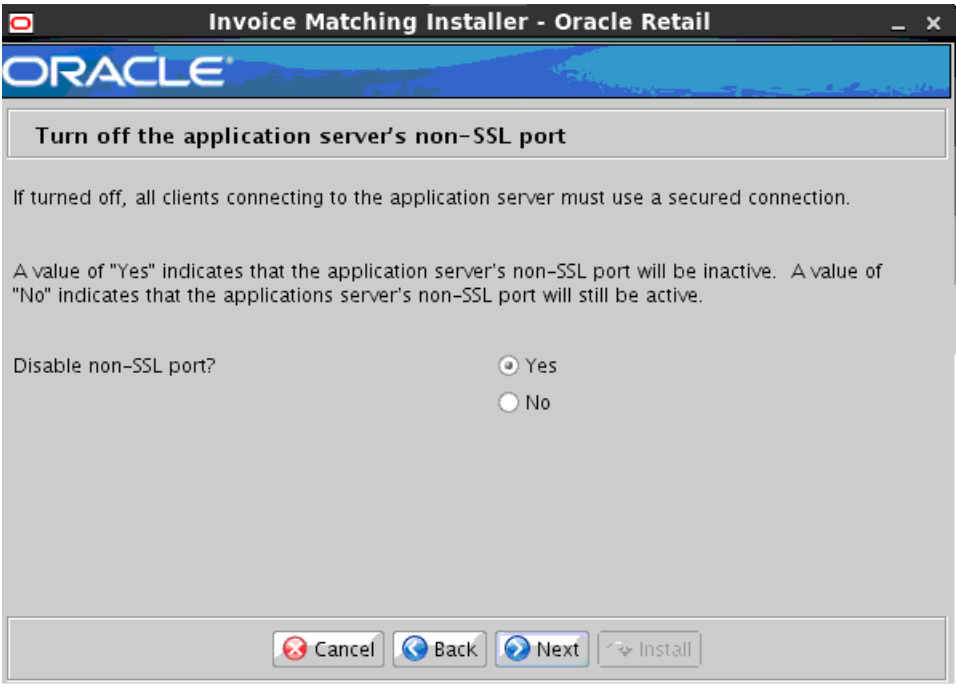 Invoice Matching Installer - Oracle Retail
ORACLE
Turn off the application server's non-SSL port
If turned off, all clients connecting to the application server must use a secured connection.
A value of "Yes" indicates that the application server's non-SSL port will be inactive.  A value of
"No" indicates that the applications server's non-SSL port will still be active.
Disable non-SSL port?
Yes
No
Cancel
Back
Next
Install